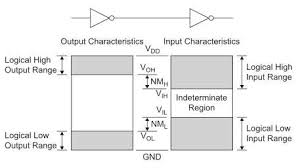 Output Characteristics
Input Characteristics
VDD
Logical High
Output Range
VOH
NMH
VIH
Logical High
Input Range
Indeterminate
Region
VIL
NML
VOL
Logical Low
Output Range
Logical Low
Input Range
GND